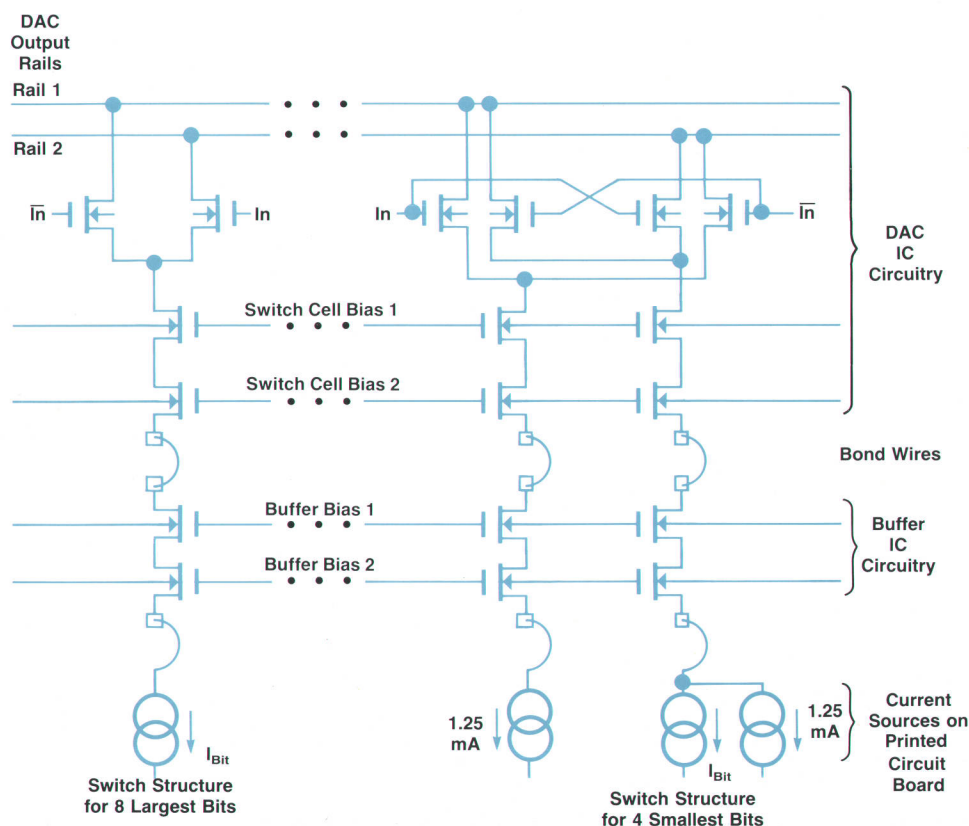 DAC
Output
Rails
Rail 1
Rail 2
In
In
In
In
DAC
IC
Circuitry
Switch Cell Bias 1
Switch Cell Bias 2
Bond Wires
Buffer Bias 1
Buffer
IC
Circuitry
Buffer Bias 2
1.25
mA
1.25
mA
Current
Sources on
Printed
Circuit
Board
IBit
IBit
Switch Structure
for 8 Largest Bits
Switch Structure
for 4 Smallest Bits